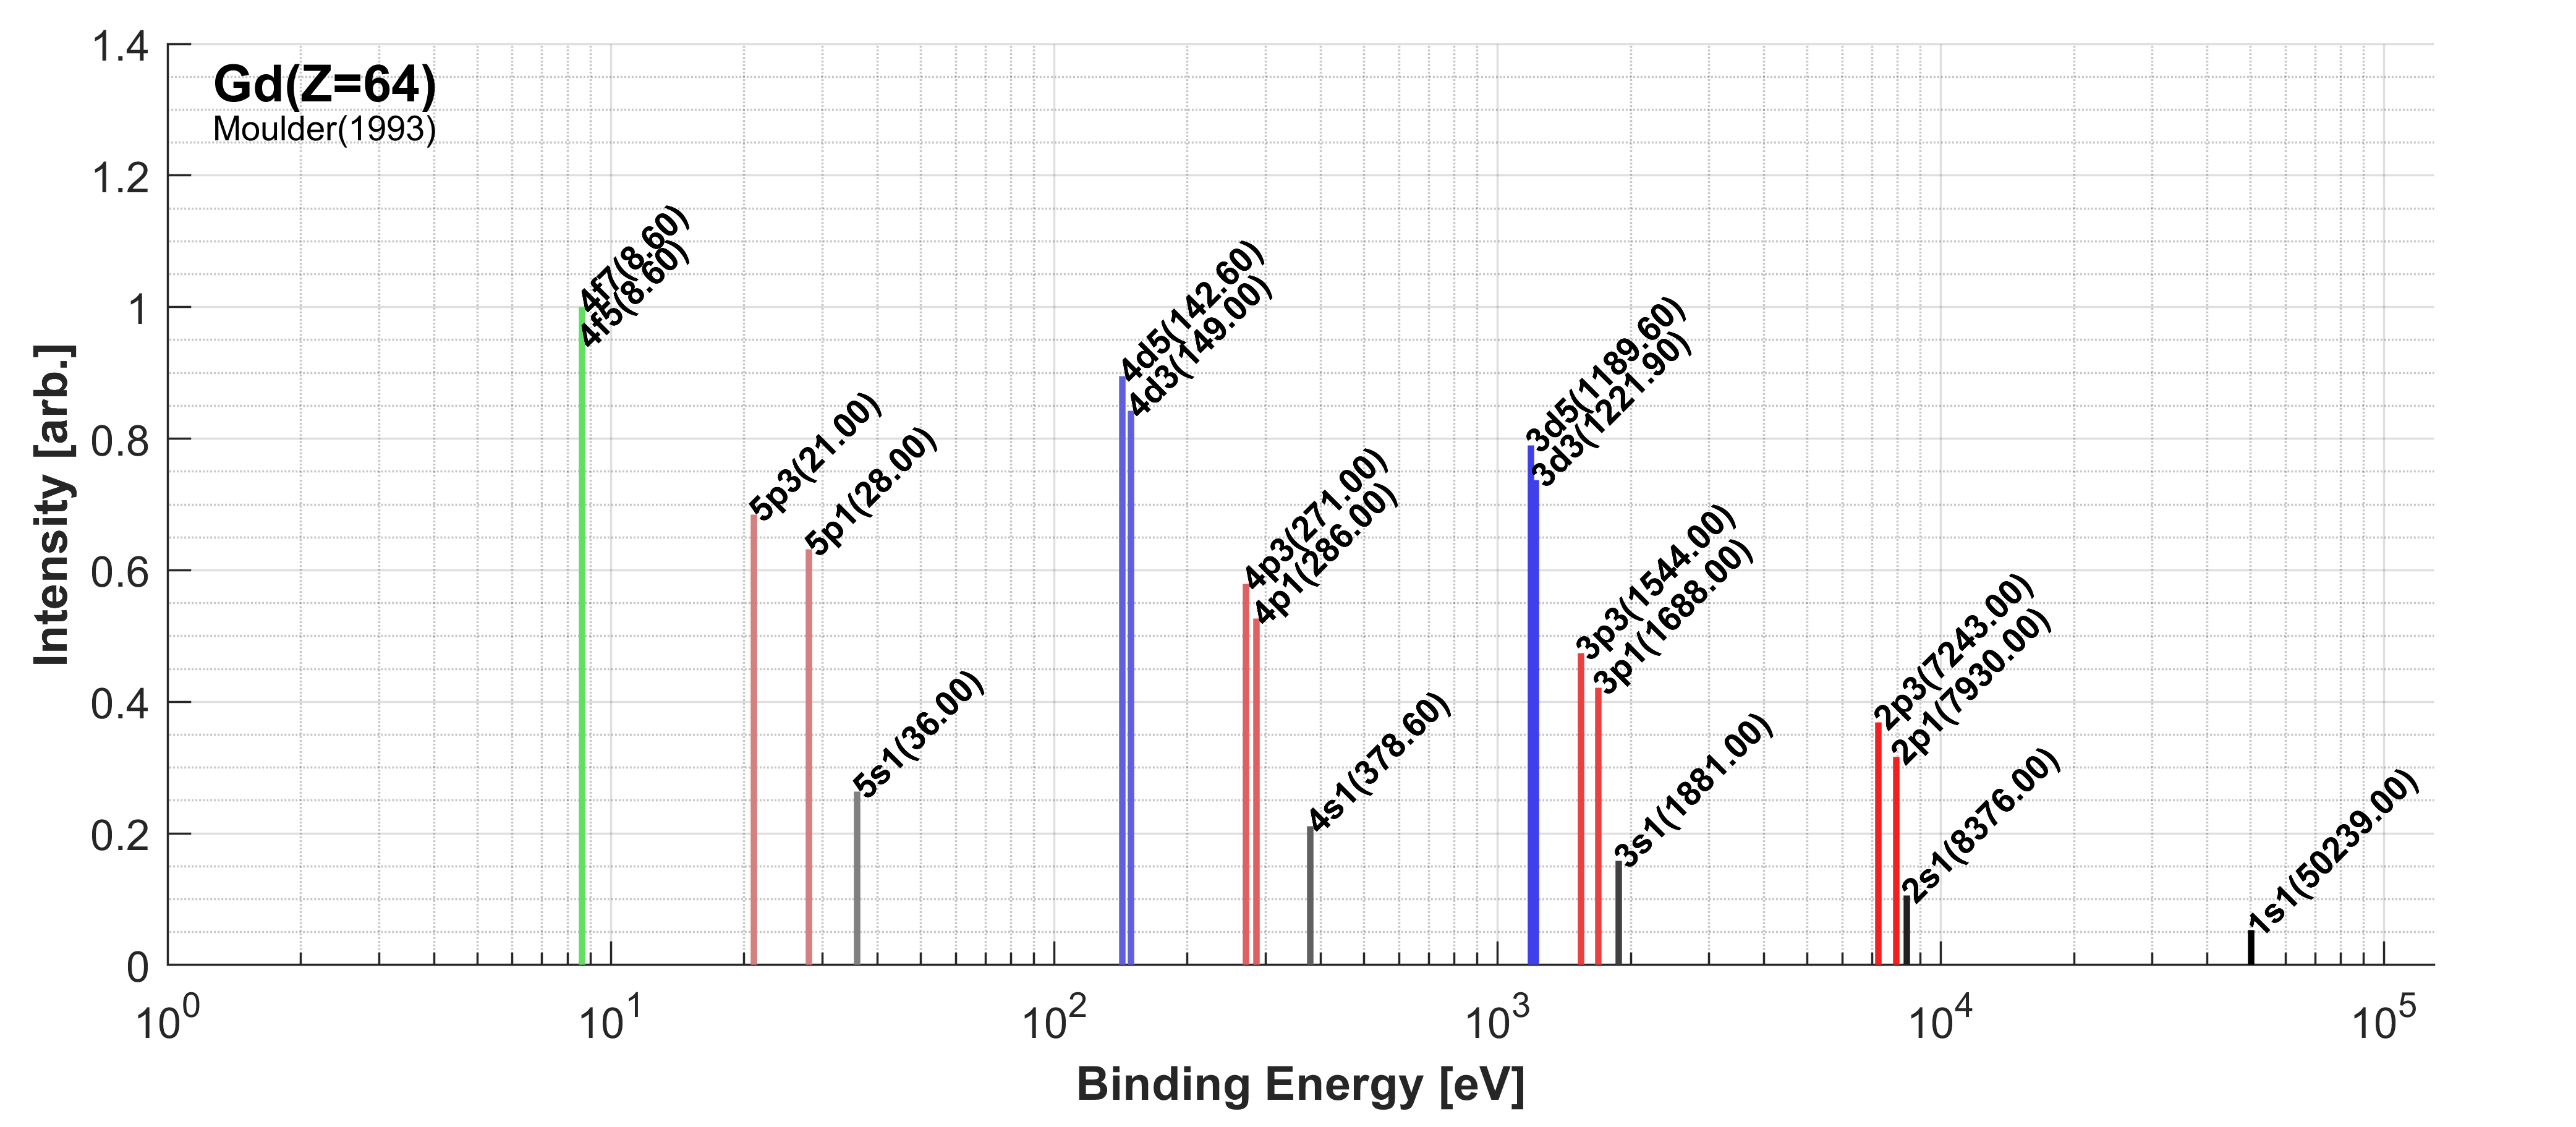 Gd(Z=64)
Moulder(1993)
1.4
1.2
1
0.8
0.6
0.4
0.2
0
Intensity [arb.]
4f7(8.60)
4f5(8.60)
5p3(21.00)
5p1(28.00)
5s1(36.00)
4d5(142.60)
4d3(149.00)
4p3(271.00)
4p1(286.00)
4s1(378.60)
3d5(1189.60)
3d3(1221.90)
3p3(1544.00)
3p1(1688.00)
3s1(1881.00)
2p3(7243.00)
2p1(7930.00)
2s1(8376.00)
1s1(50239.00)
10^0 10^1 10^2 10^3 10^4 10^5
Binding Energy [eV]